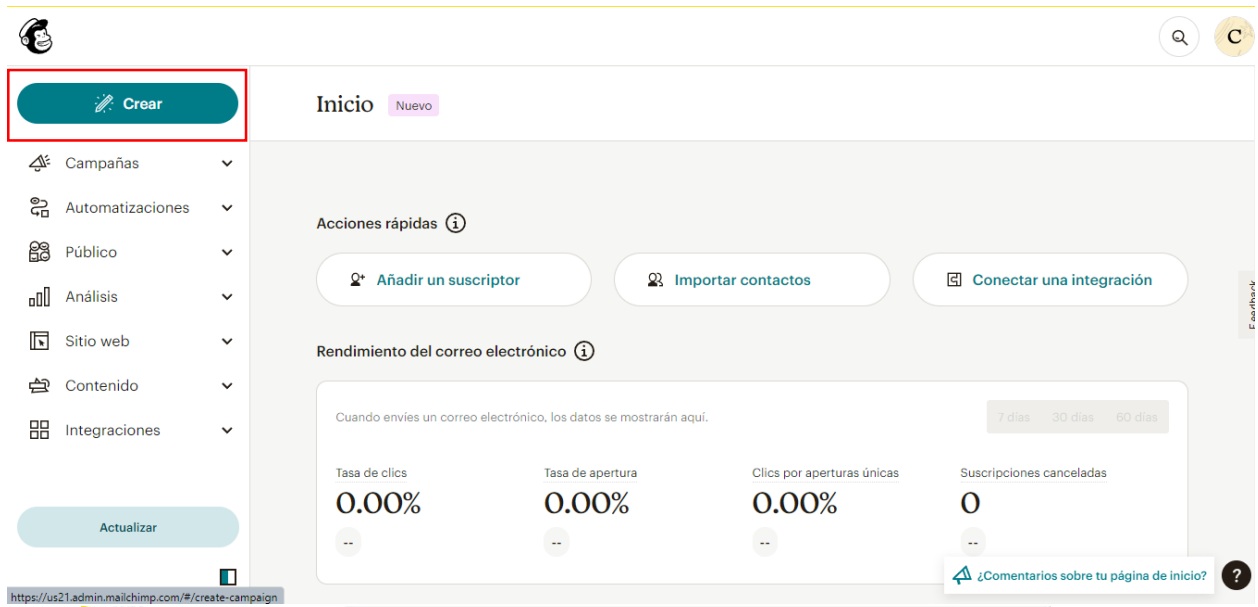 C
Crear
Inicio Nuevo
Campañas
Automatizaciones
Público
Análisis
Sitio web
Contenido
Integraciones
Actualizar
Acciones rápidas
Añadir un suscriptor
Importar contactos
Conectar una integración
Feedback
Rendimiento del correo electrónico
Cuando envíes un correo electrónico, los datos se mostrarán aquí.
7 días 30 días 60 días
Tasa de clics Tasa de apertura Clics por aperturas únicas Suscripciones canceladas
0.00% 0.00% 0.00% 0
-- -- -- --
¿Comentarios sobre tu página de inicio? ?
https://us21.admin.mailchimp.com/#/create-campaign